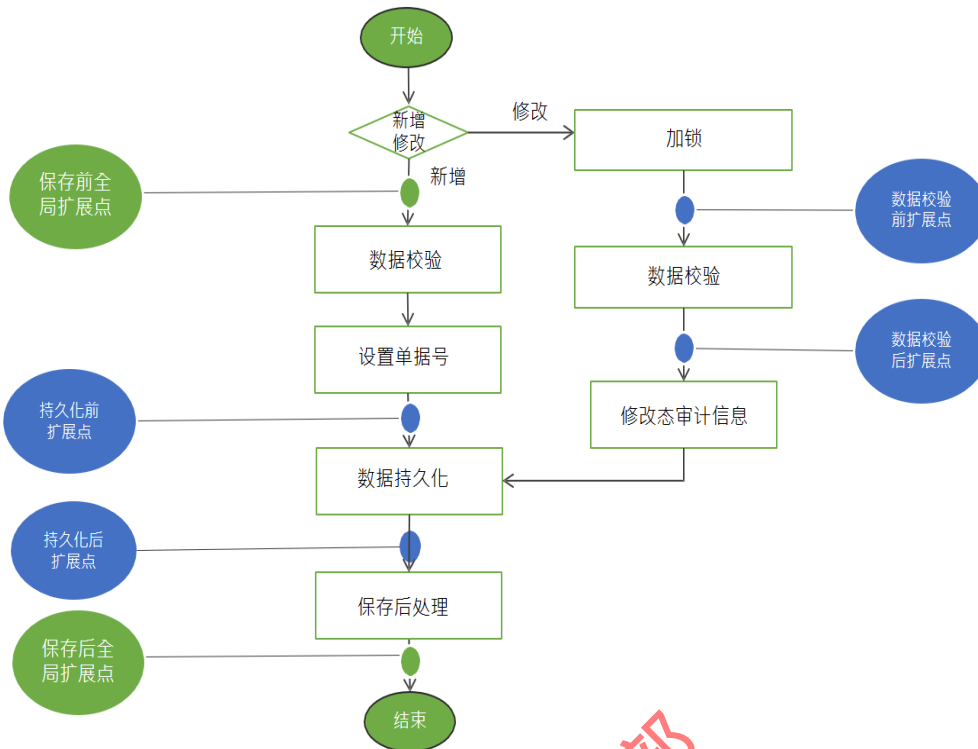 开始
新增
修改
修改
加锁
新增
保存前全
局扩展点
数据校验
前扩展点
数据校验
数据校验
设置单据号
数据校验
后扩展点
持久化前
扩展点
修改态审计信息
数据持久化
持久化后
扩展点
保存后处理
保存后全
局扩展点
结束
部